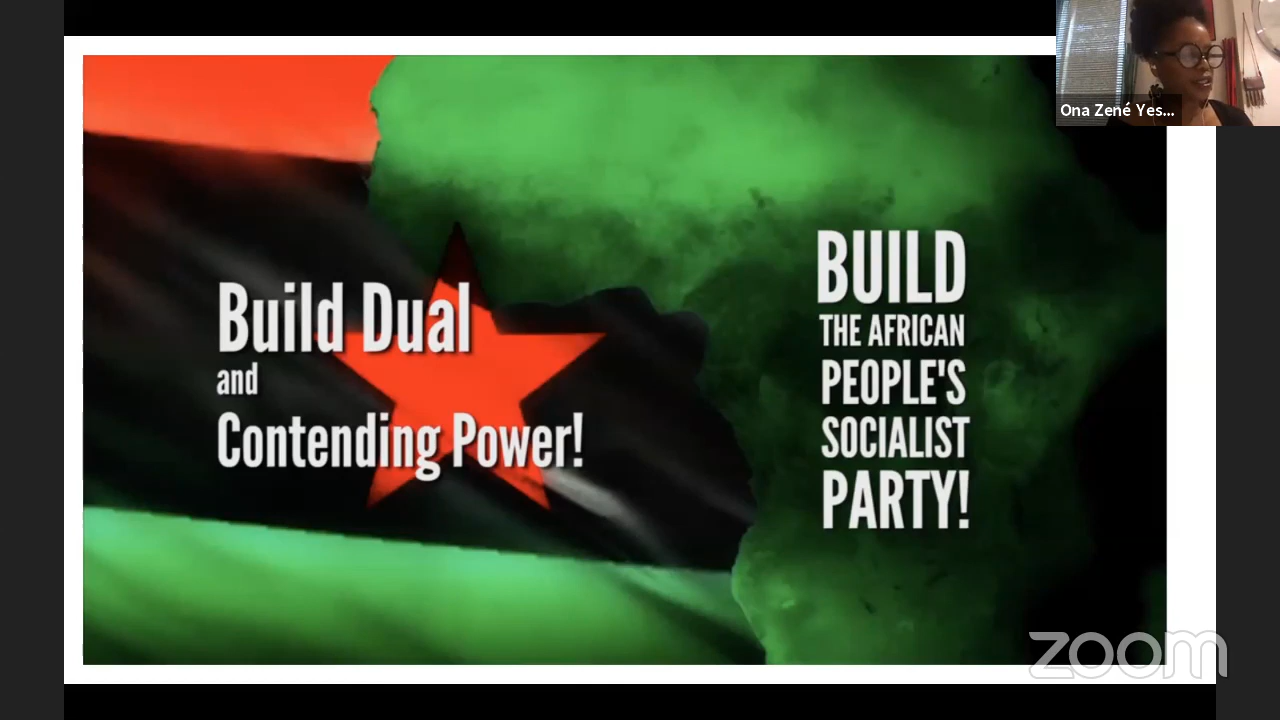 Build Dual
and
Contending Power!
BUILD
THE AFRICAN
PEOPLE'S
SOCIALIST
PARTY!
Ona Zené Yes...
zoom